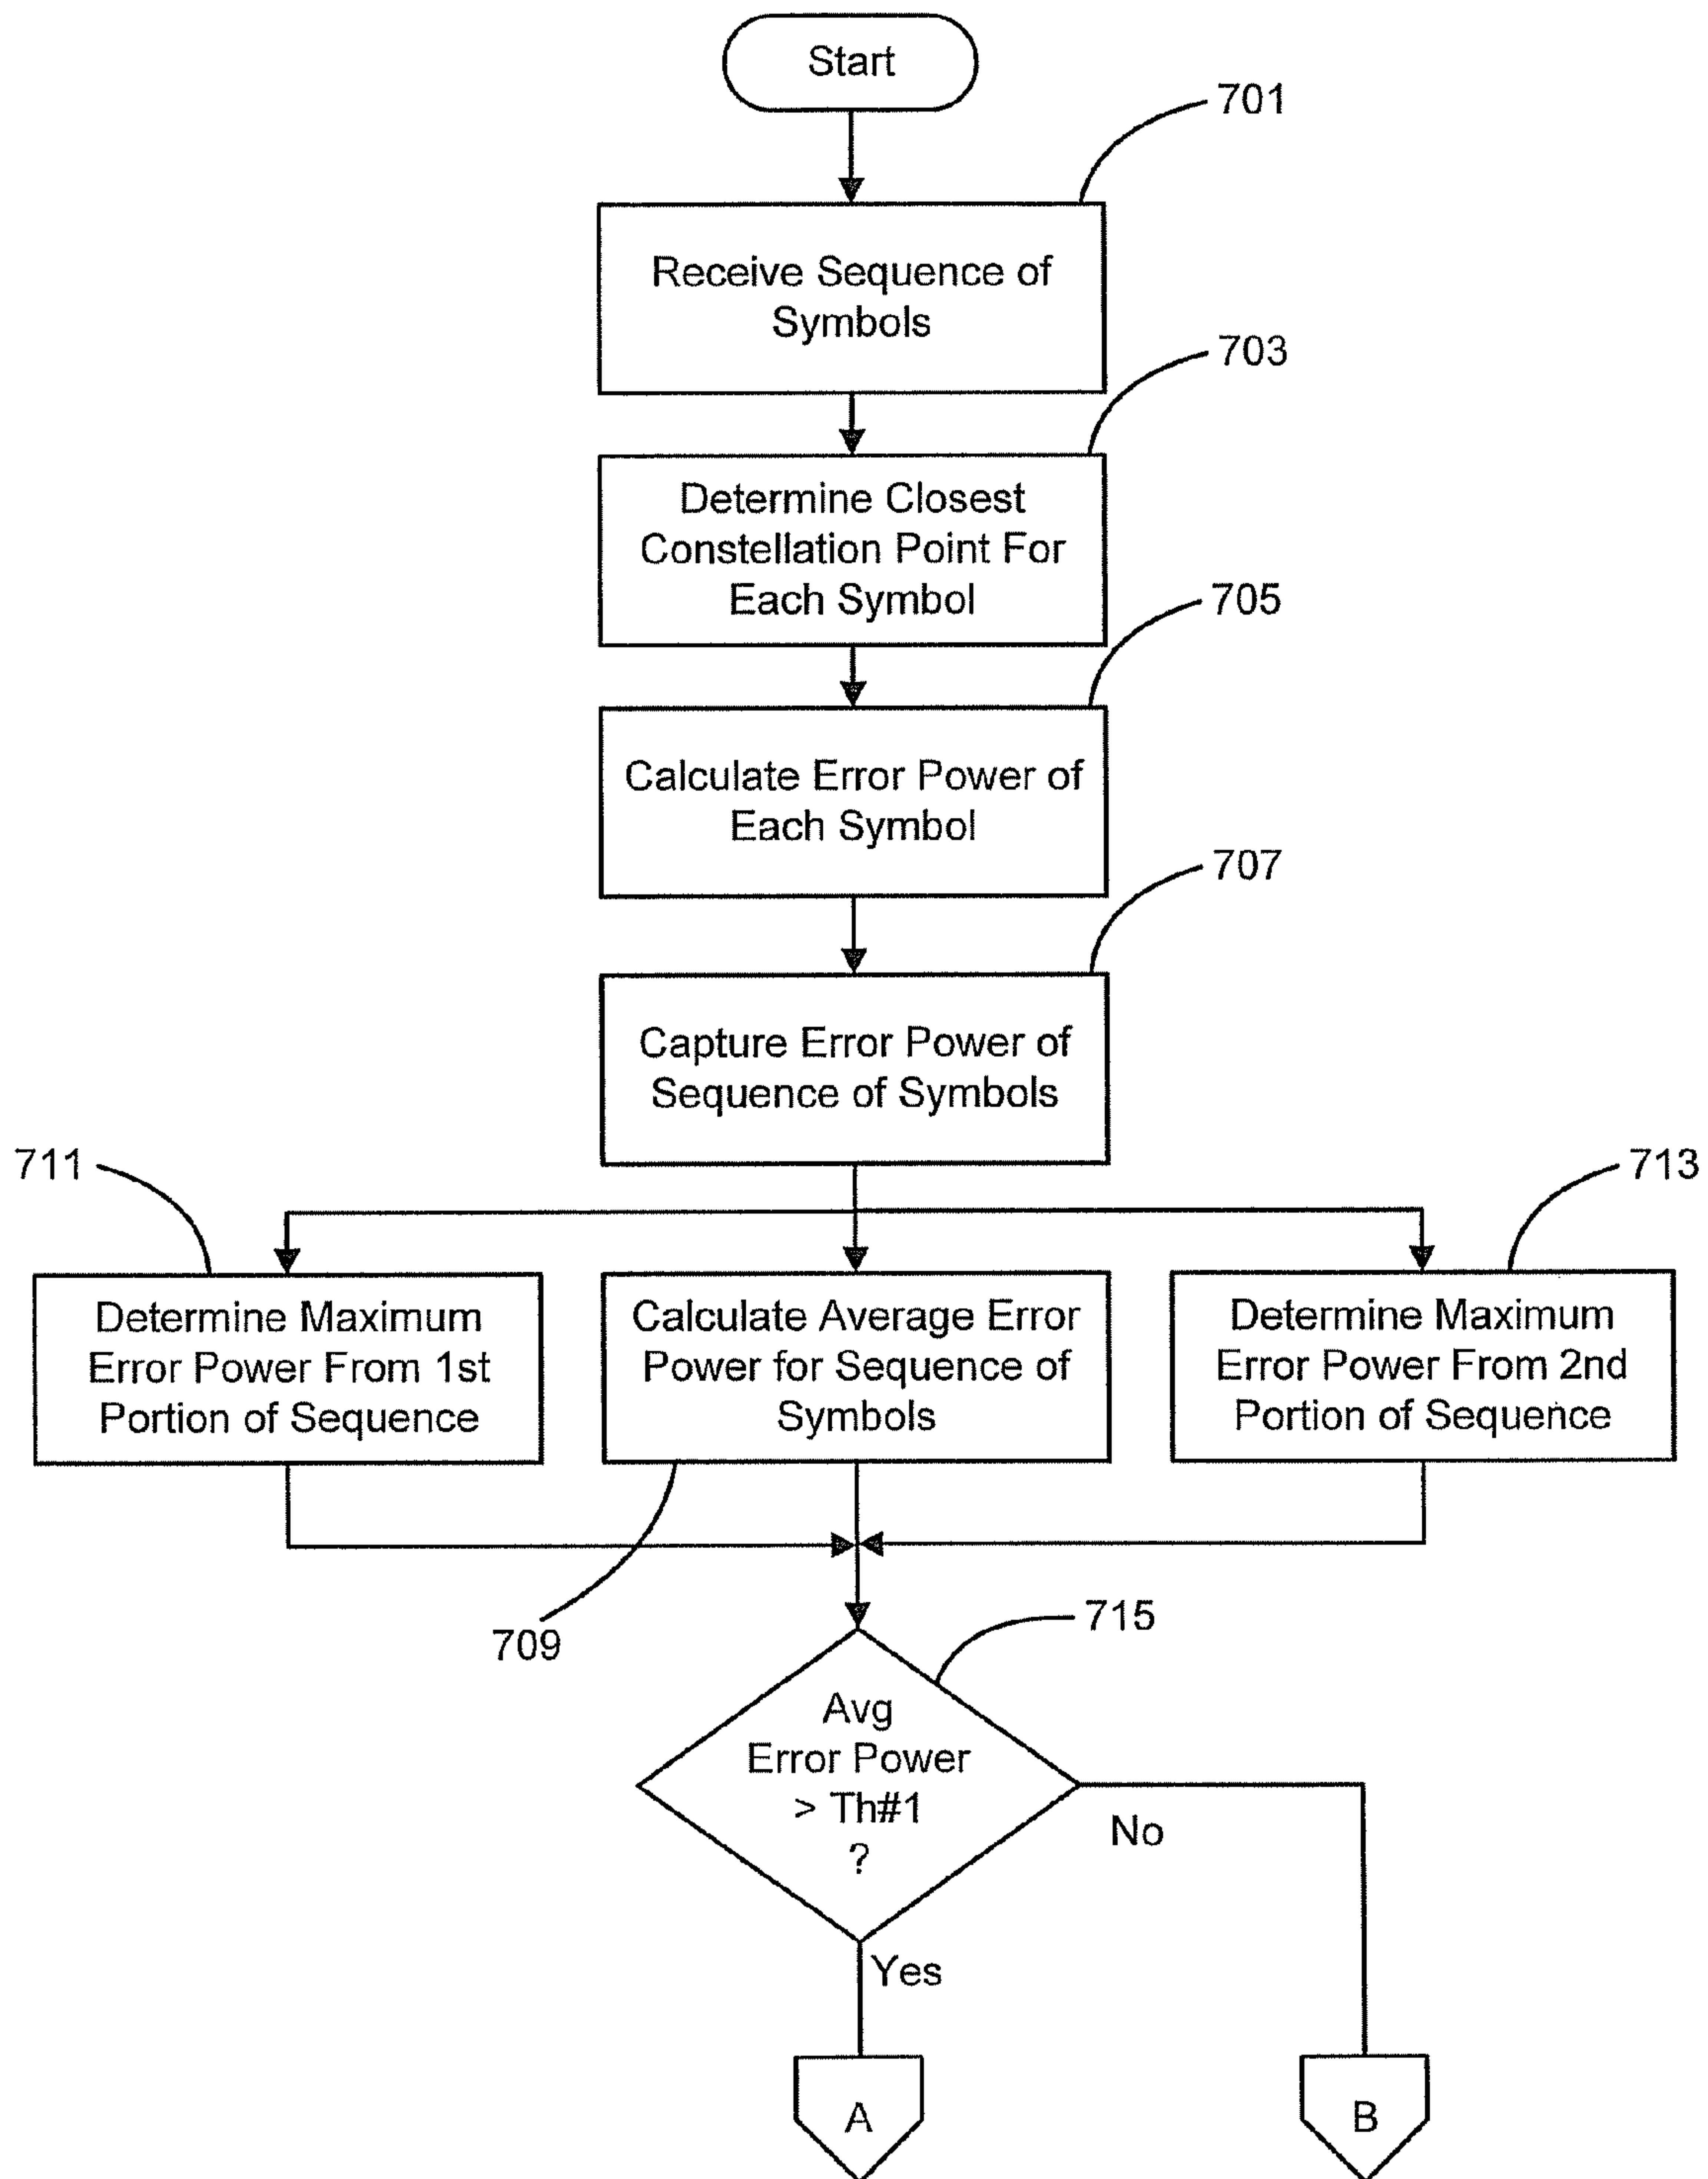 Start
701
Receive Sequence of
Symbols
703
Determine Closest
Constellation Point For
Each Symbol
705
Calculate Error Power of
Each Symbol
707
Capture Error Power of
Sequence of Symbols
711
713
Determine Maximum
Error Power From 1st
Portion of Sequence
Calculate Average Error
Power for Sequence of
Symbols
Determine Maximum
Error Power From 2nd
Portion of Sequence
709
715
Avg
Error Power
> Th#1
?
No
Yes
A
B